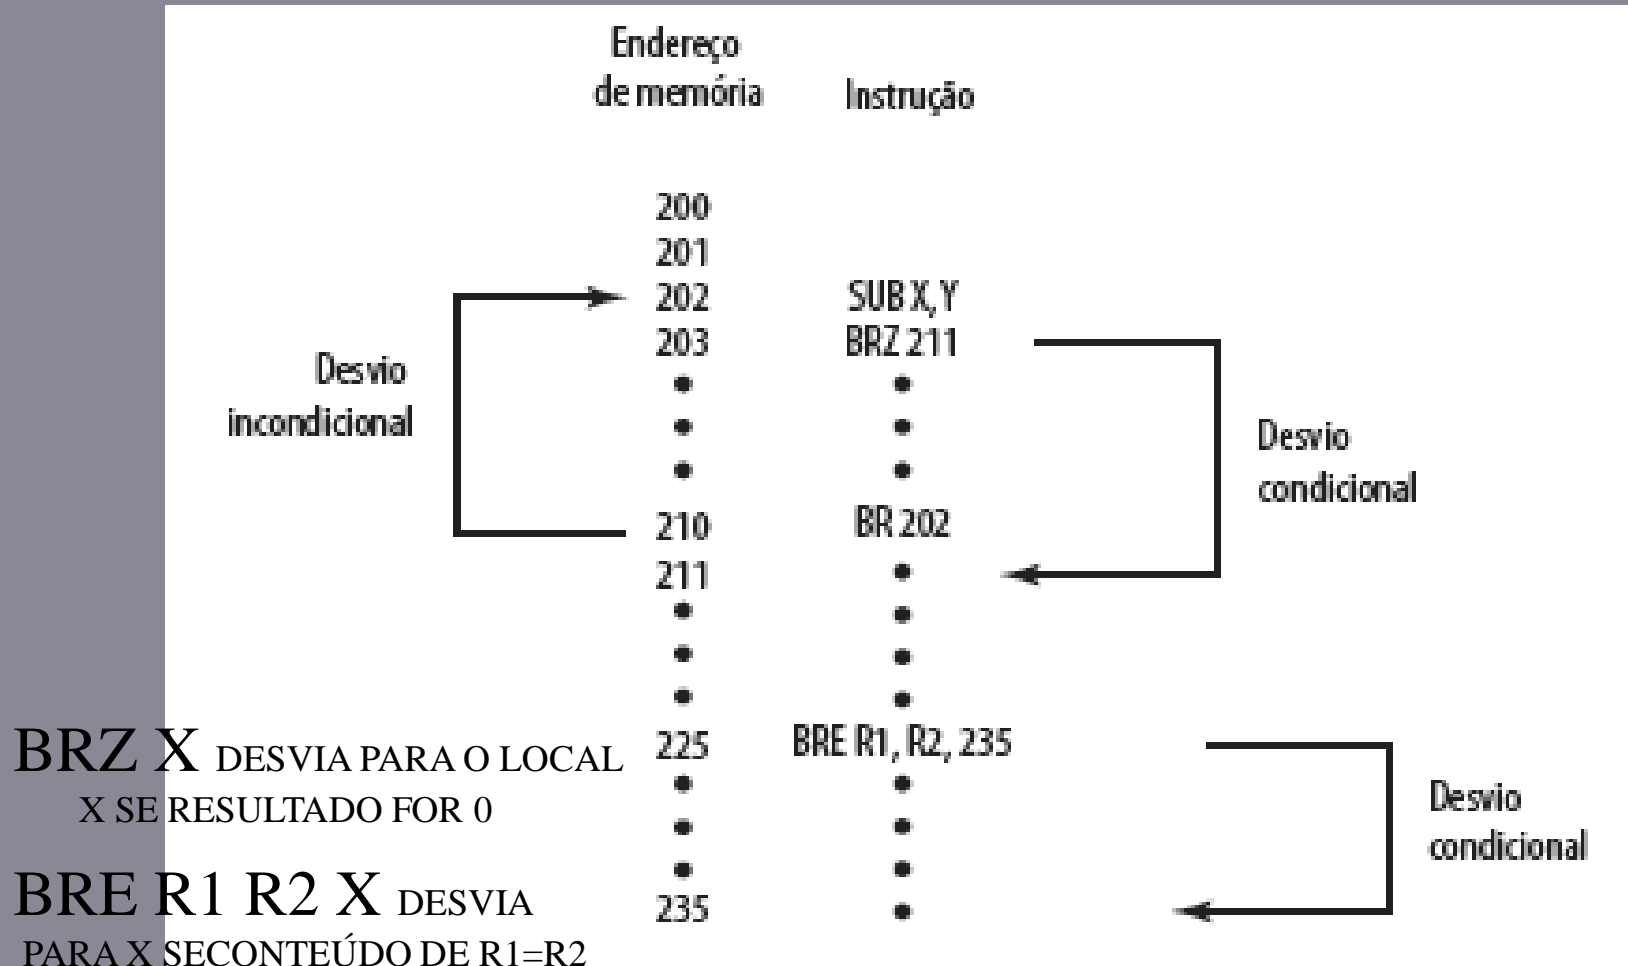 Endereço
de memória
Instrução
200
201
202 SUB X, Y
203 BRZ 211
Desvio
incondicional
Desvio
condicional
210 BR 202
211
225 BRE R1, R2, 235
BRZ X DESVIA PARA O LOCAL
X SE RESULTADO FOR 0
Desvio
condicional
BRE R1 R2 X DESVIA
PARA X SECONTEÚDO DE R1=R2
235